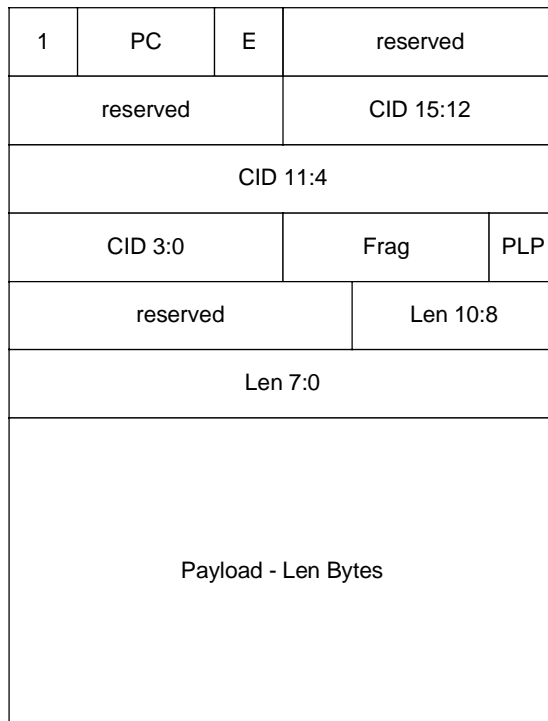 1 PC E reserved
reserved CID 15:12
CID 11:4
CID 3:0 Frag PLP
reserved Len 10:8
Len 7:0
Payload - Len Bytes